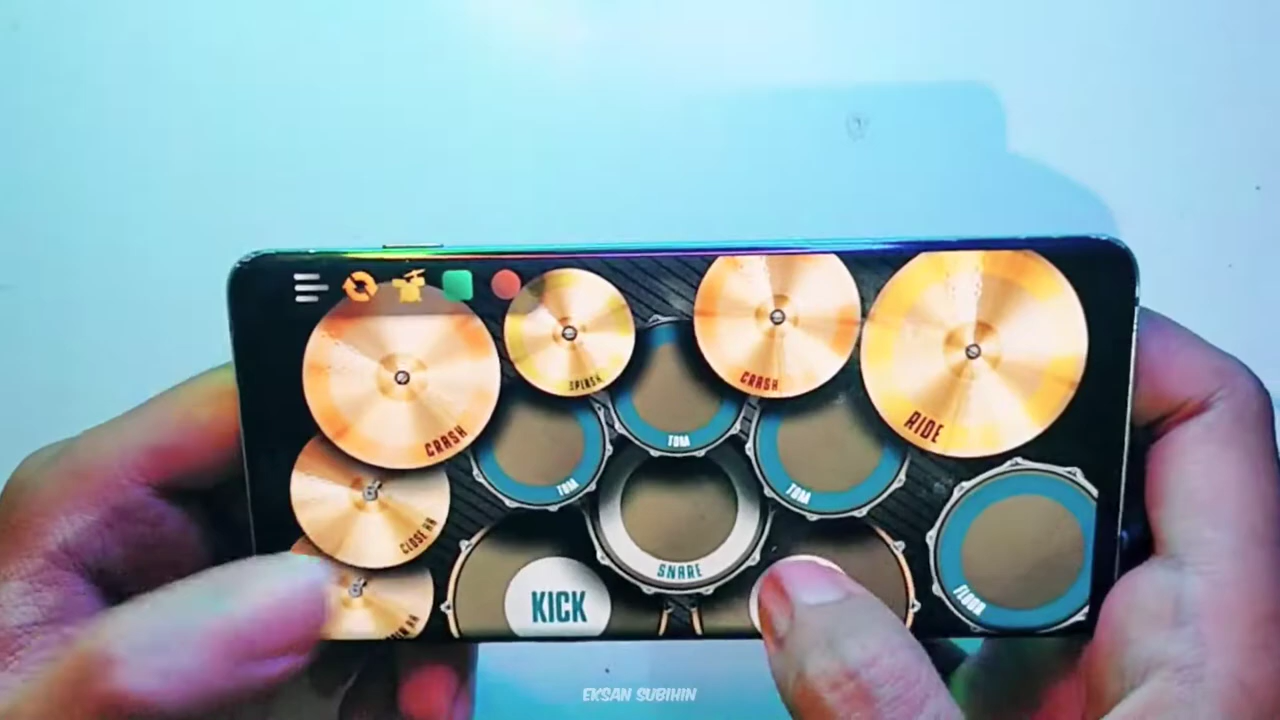 SPLASH
CRASH
RIDE
CRASH
TOM
TOM
TOM
CLOSE HH
SNARE
FLOOR
KICK
EKSAN SUBIHIN